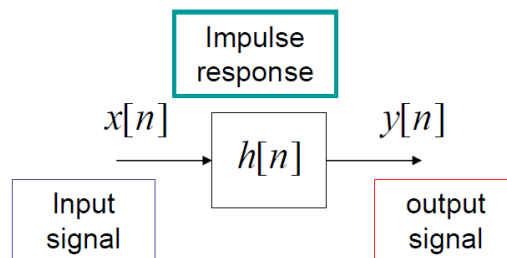 Impulse
response
x[n]
y[n]
h[n]
Input
signal
output
signal